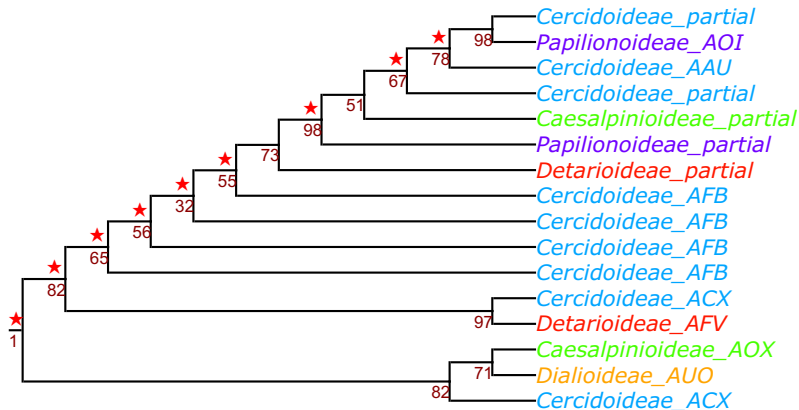 Cercidoideae_partial
98
Papilionoideae_AOI
78
Cercidoideae_AAU
67
Cercidoideae_partial
51
Caesalpinioideae_partial
98
Papilionoideae_partial
73
Detarioideae_partial
55
Cercidoideae_AFB
32
Cercidoideae_AFB
56
Cercidoideae_AFB
65
Cercidoideae_AFB
82
Cercidoideae_ACX
97
Detarioideae_AFV
1
Caesalpinioideae_AOX
71
Dialioideae_AUO
82
Cercidoideae_ACX